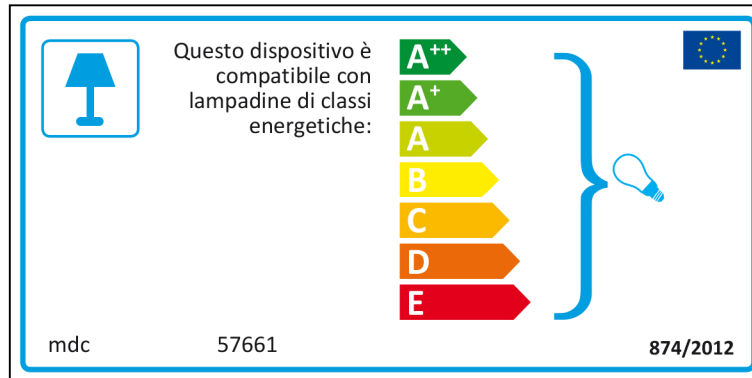 Questo dispositivo è
compatibile con
lampadine di classi
energetiche:
A++
A+
A
B
C
D
E
mdc 57661 874/2012